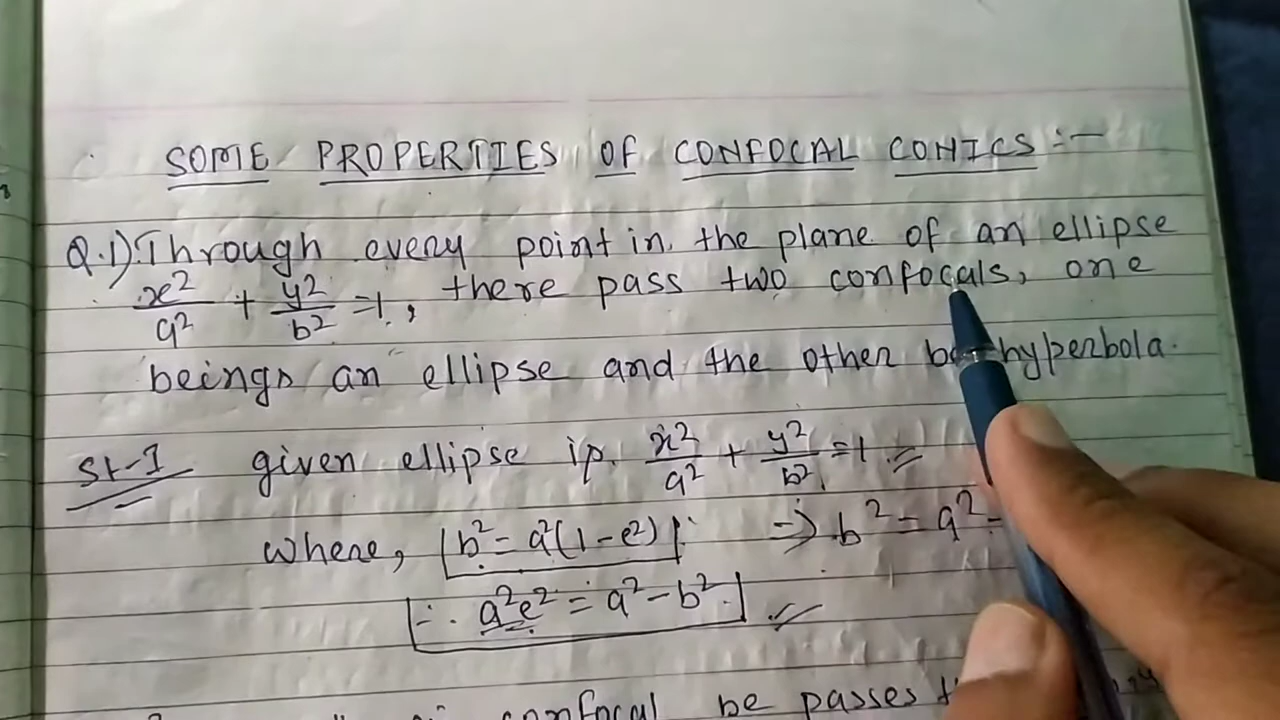 SOME PROPERTIES OF CONFOCAL CONICS :-
Q.1) Through every point in the plane of an ellipse
x²/a² + y²/b² = 1, there pass two confocals, one
beings an ellipse and the other be hyperbola.
given ellipse ip. x²/a² + y²/b² = 1
where, b² = a²(1-e²) ⇒ b² = a² -
∴ a²e² = a² - b²
confocal be passes